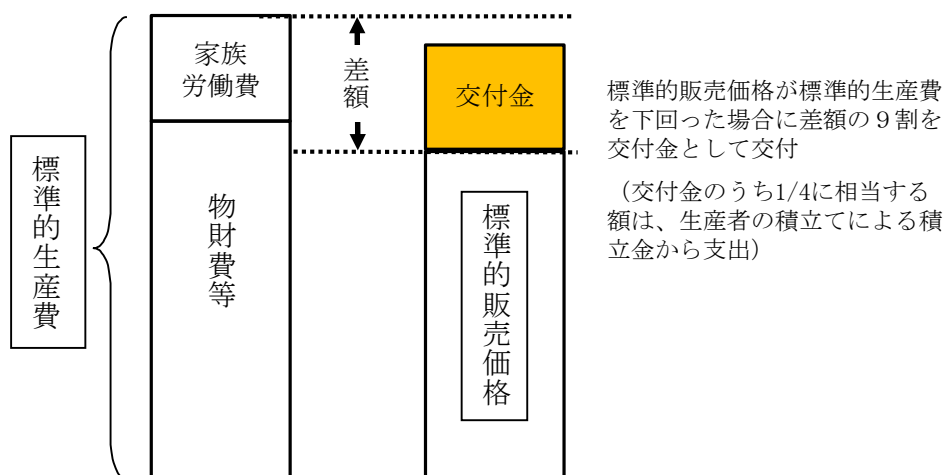 標準的生産費
家族
労働費
物財費等
差額
交付金
標準的販売価格
標準的販売価格が標準的生産費
を下回った場合に差額の９割を
交付金として交付
（交付金のうち1/4に相当する
額は、生産者の積立てによる積
立金から支出）